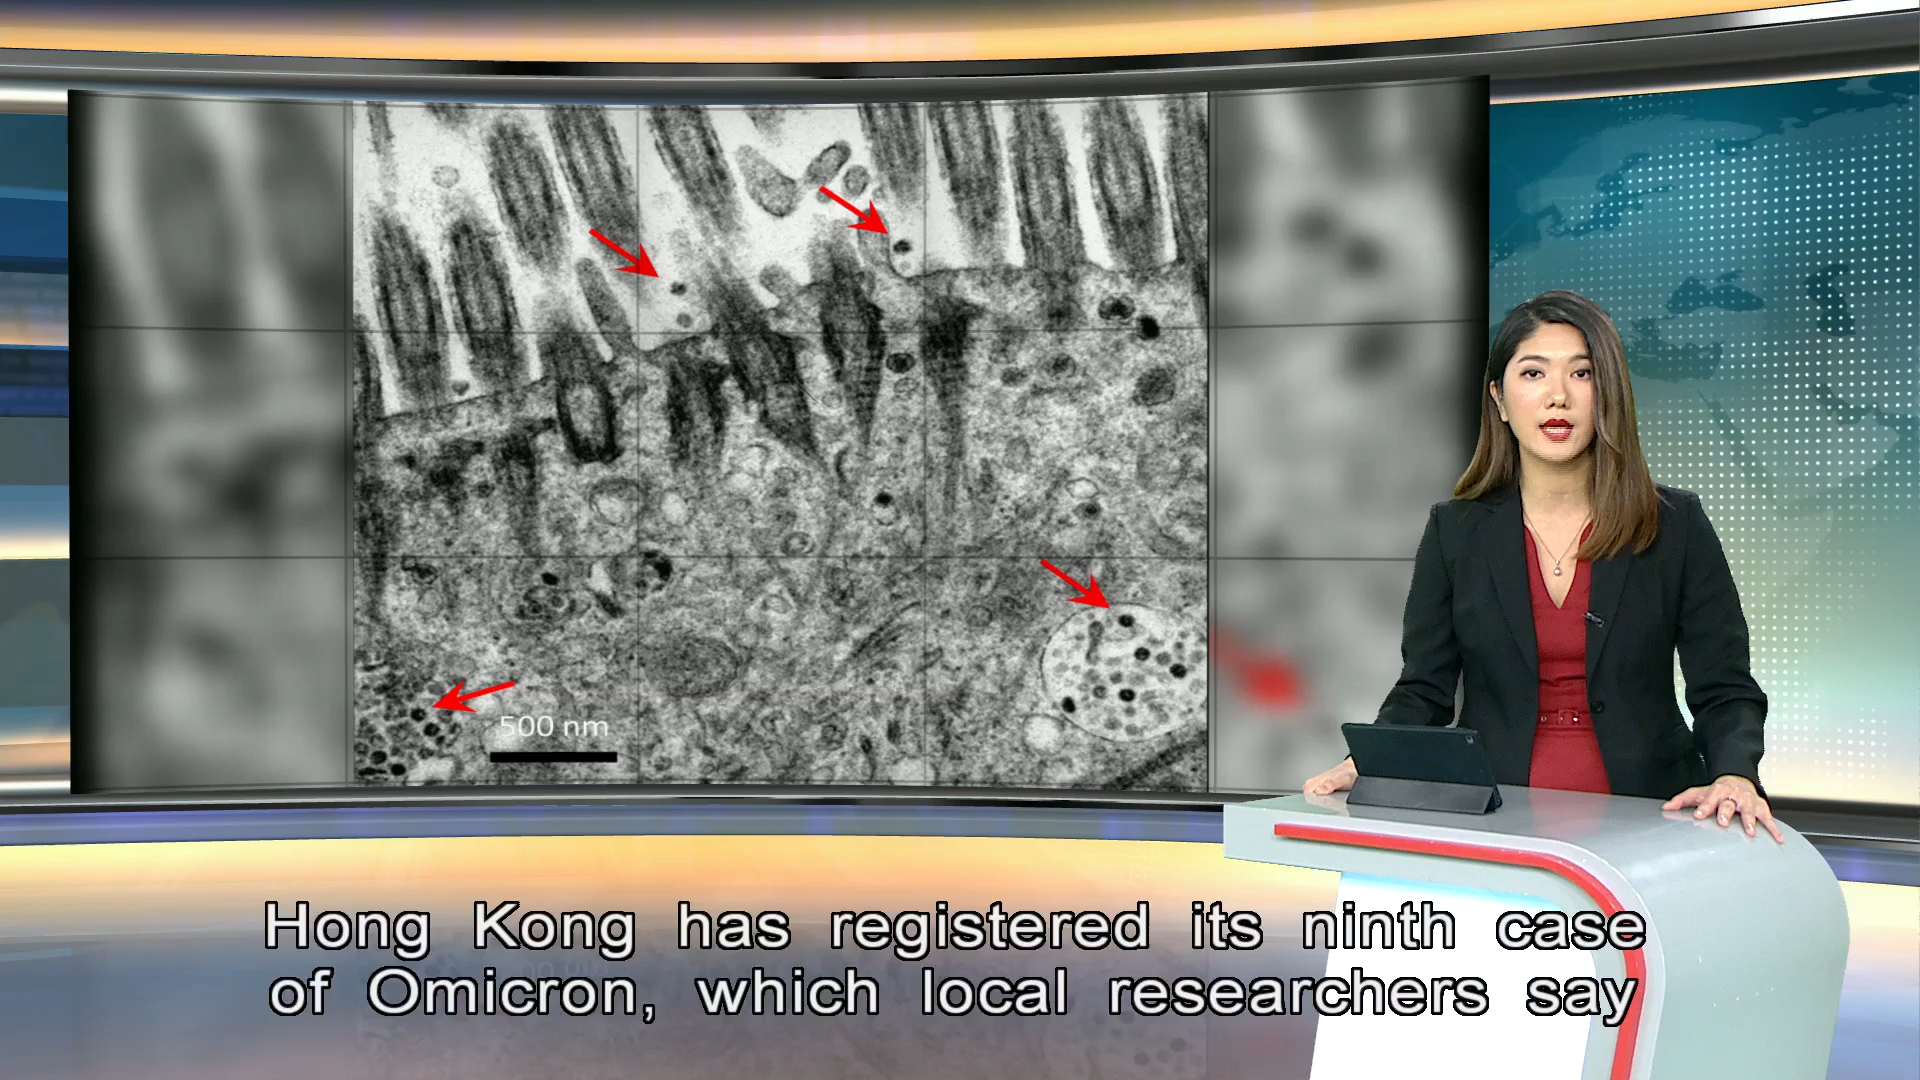 500 nm
Hong Kong has registered its ninth case
of Omicron, which local researchers say